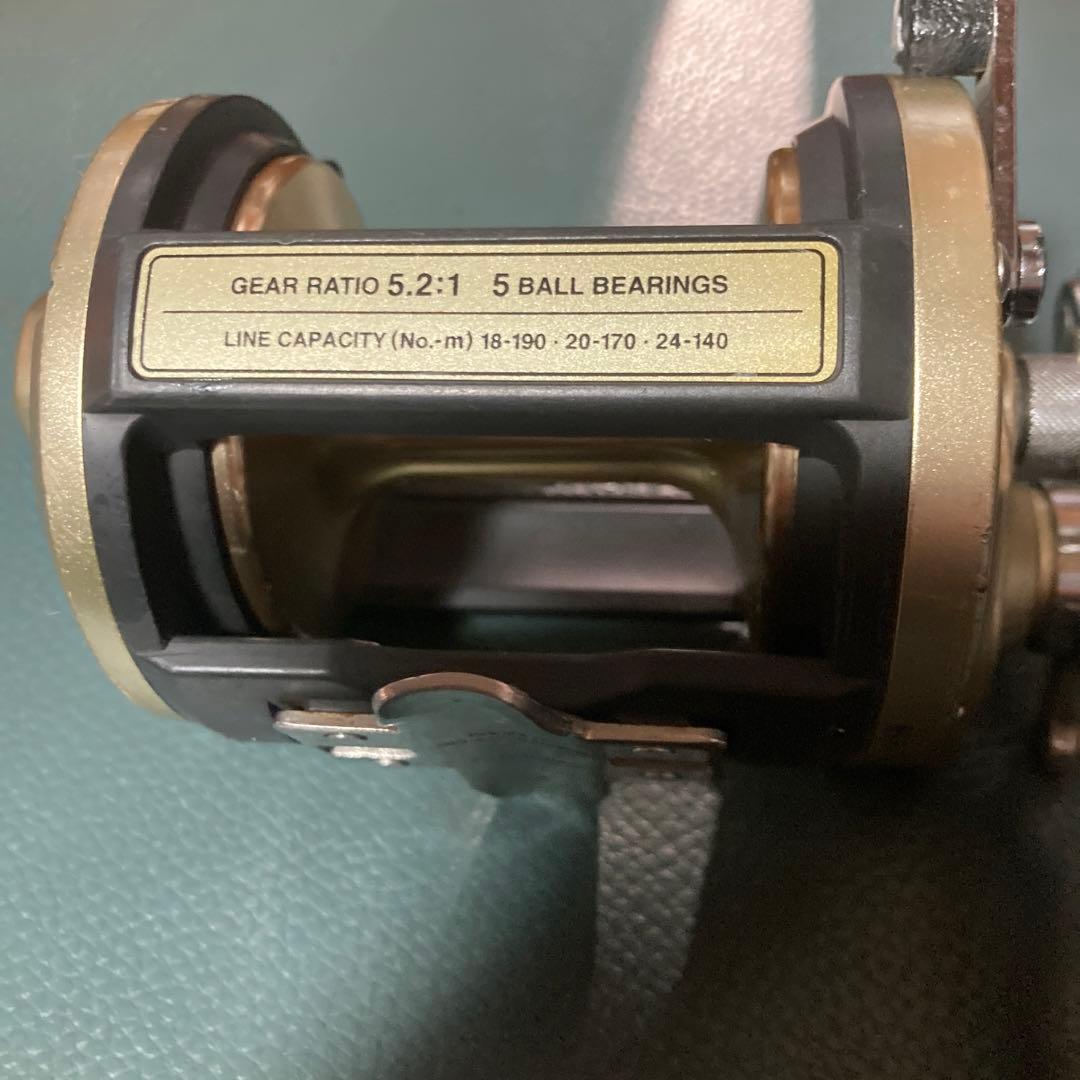 GEAR RATIO 5.2:1 5 BALL BEARINGS
LINE CAPACITY (No.-m) 18-190 · 20-170 · 24-140